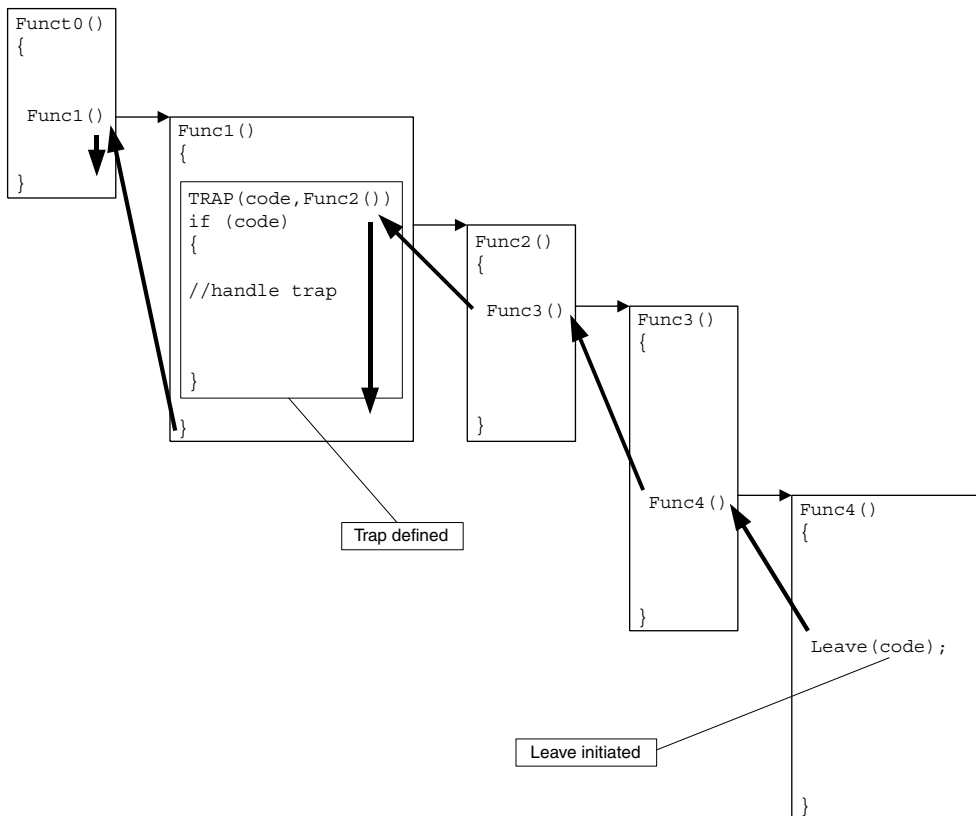 Funct0()
{
Func1()
}
Func1()
{
TRAP(code,Func2())
if (code)
{
//handle trap
}
}
Func2()
{
Func3()
}
Func3()
{
Func4()
}
Func4()
{
Leave(code);
}
Trap defined
Leave initiated